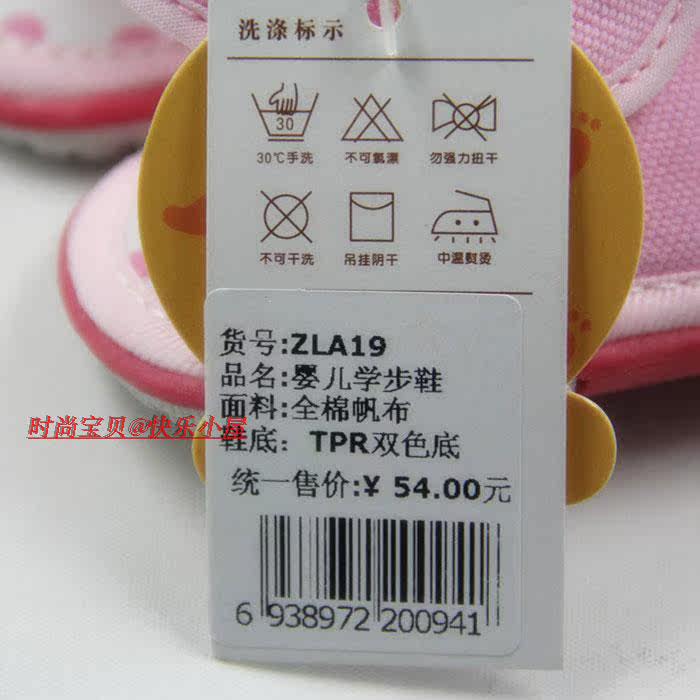 洗涤标示
30
30℃手洗 不可氯漂 勿强力扭干
不可干洗 吊挂阴干 中温熨烫
货号:ZLA19
品名:婴儿学步鞋
面料:全棉帆布
时尚宝贝@快乐小屋
鞋底: TPR双色底
统一售价:¥ 54.00元
6 938972 200941